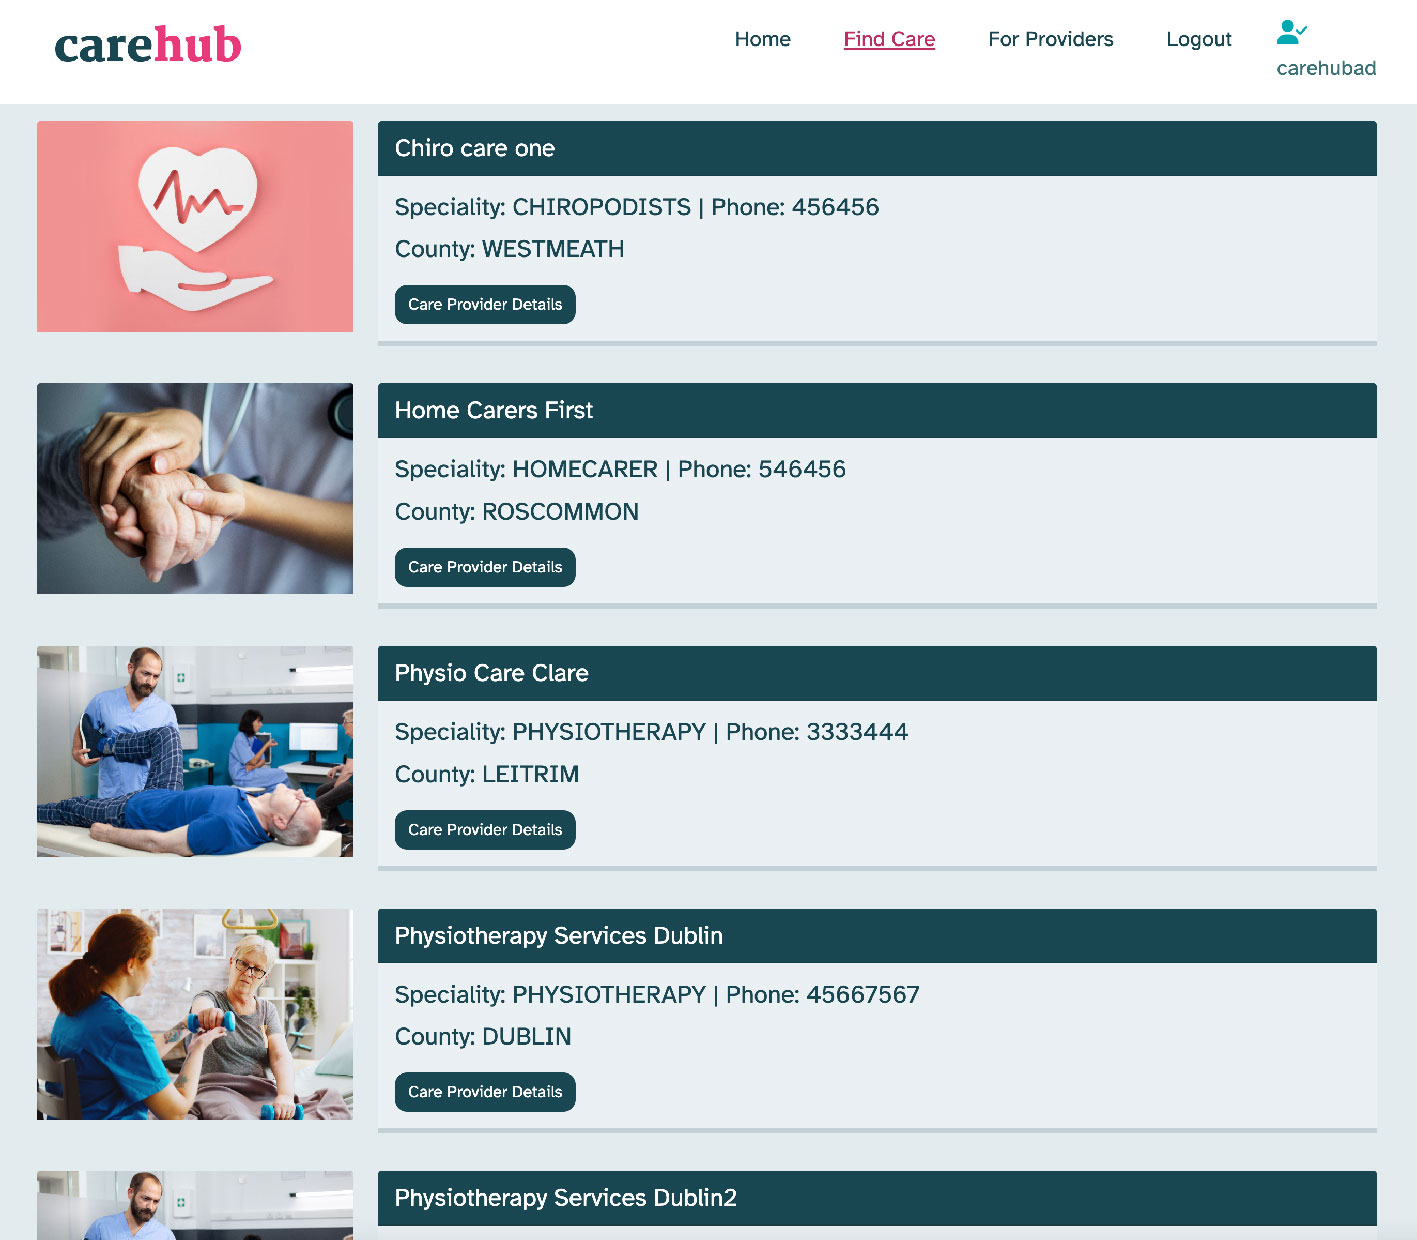 carehub
Home
Find Care
For Providers
Logout
carehubad
Chiro care one
Speciality: CHIROPODISTS | Phone: 456456
County: WESTMEATH
Care Provider Details
Home Carers First
Speciality: HOMECARER | Phone: 546456
County: ROSCOMMON
Care Provider Details
Physio Care Clare
Speciality: PHYSIOTHERAPY | Phone: 3333444
County: LEITRIM
Care Provider Details
Physiotherapy Services Dublin
Speciality: PHYSIOTHERAPY | Phone: 45667567
County: DUBLIN
Care Provider Details
Physiotherapy Services Dublin2